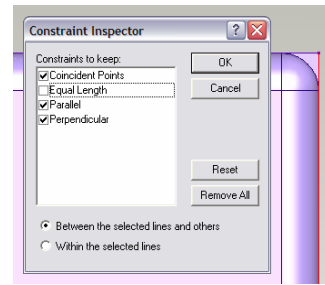 Constraint Inspector
Constraints to keep:
Coincident Points
Equal Length
Parallel
Perpendicular
OK
Cancel
Reset
Remove All
Between the selected lines and others
Within the selected lines